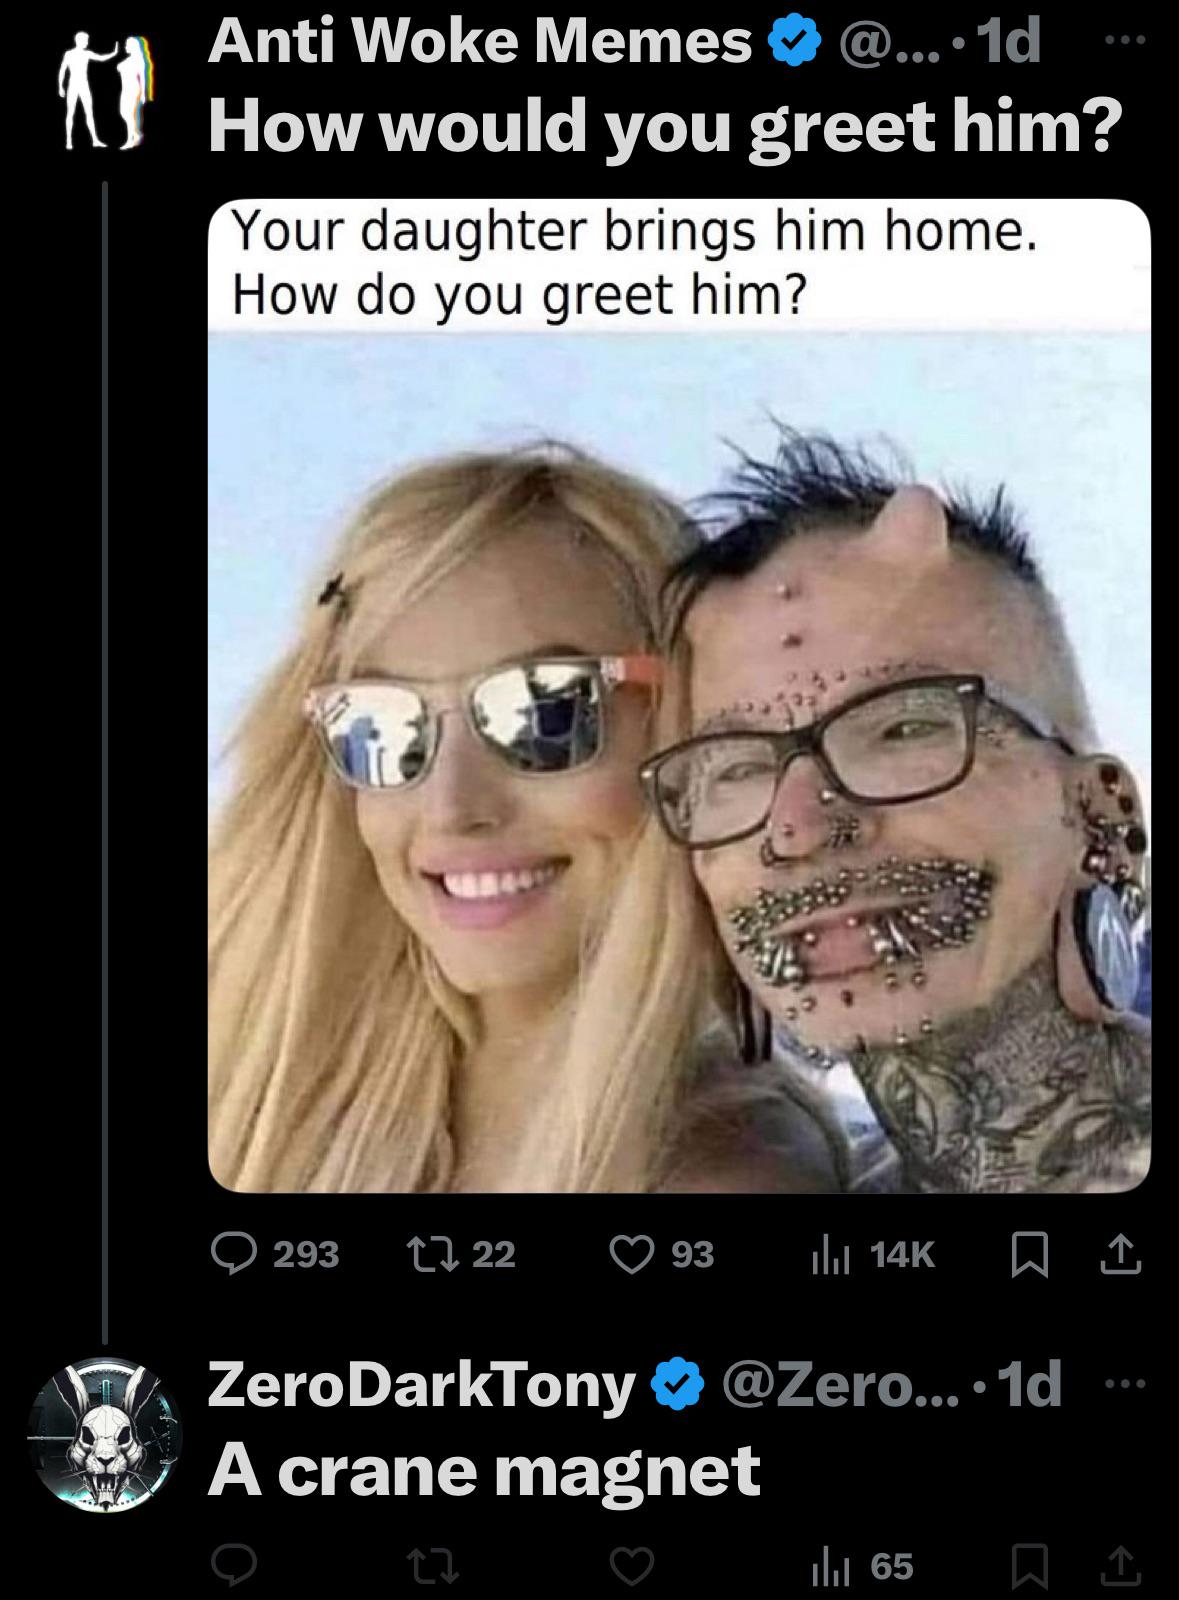 Anti Woke Memes @... · 1d ···
How would you greet him?
Your daughter brings him home.
How do you greet him?
293 22 93 14K
ZeroDarkTony @Zero... · 1d ···
A crane magnet
65